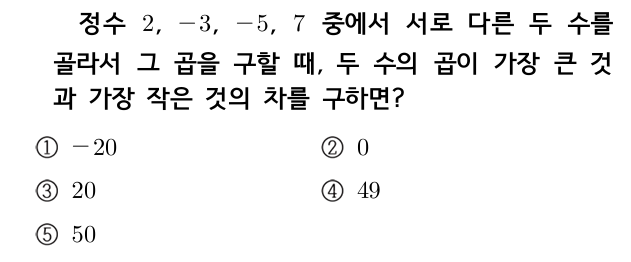 정수 2, −3, −5, 7 중에서 서로 다른 두 수를
골라서 그 곱을 구할 때, 두 수의 곱이 가장 큰 것
과 가장 작은 것의 차를 구하면?
① −20 ② 0
③ 20 ④ 49
⑤ 50